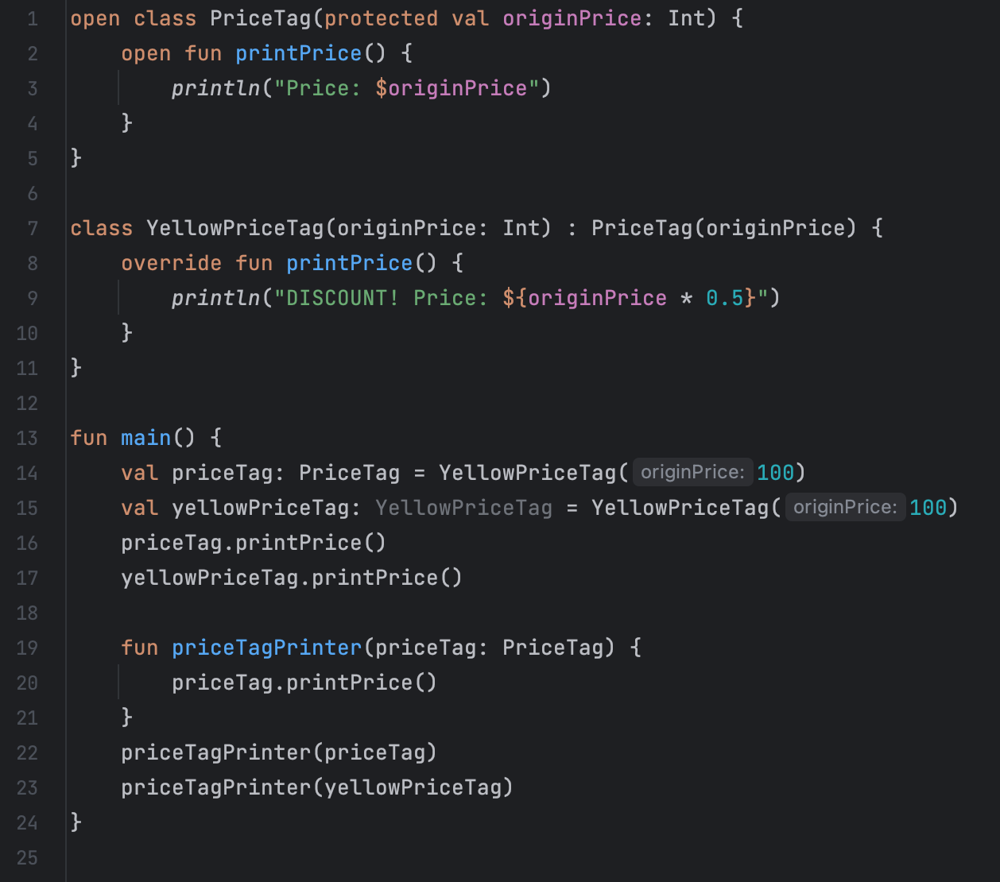 1 open class PriceTag(protected val originPrice: Int) {
2     open fun printPrice() {
3         println("Price: $originPrice")
4     }
5 }
6
7 class YellowPriceTag(originPrice: Int) : PriceTag(originPrice) {
8     override fun printPrice() {
9         println("DISCOUNT! Price: ${originPrice * 0.5}")
10     }
11 }
12
13 fun main() {
14     val priceTag: PriceTag = YellowPriceTag( originPrice: 100)
15     val yellowPriceTag: YellowPriceTag = YellowPriceTag( originPrice: 100)
16     priceTag.printPrice()
17     yellowPriceTag.printPrice()
18
19     fun priceTagPrinter(priceTag: PriceTag) {
20         priceTag.printPrice()
21     }
22     priceTagPrinter(priceTag)
23     priceTagPrinter(yellowPriceTag)
24 }
25